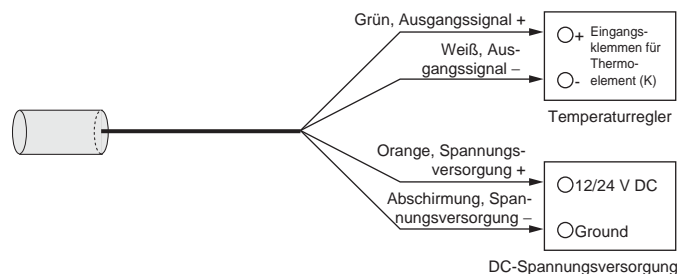 Grün, Ausgangssignal +
Weiß, Aus-
gangssignal –
+ Eingangs-
klemmen für
Thermo-
- element (K)
Temperaturregler
Orange, Spannungs-
versorgung +
Abschirmung, Span-
nungsversorgung –
12/24 V DC
Ground
DC-Spannungsversorgung